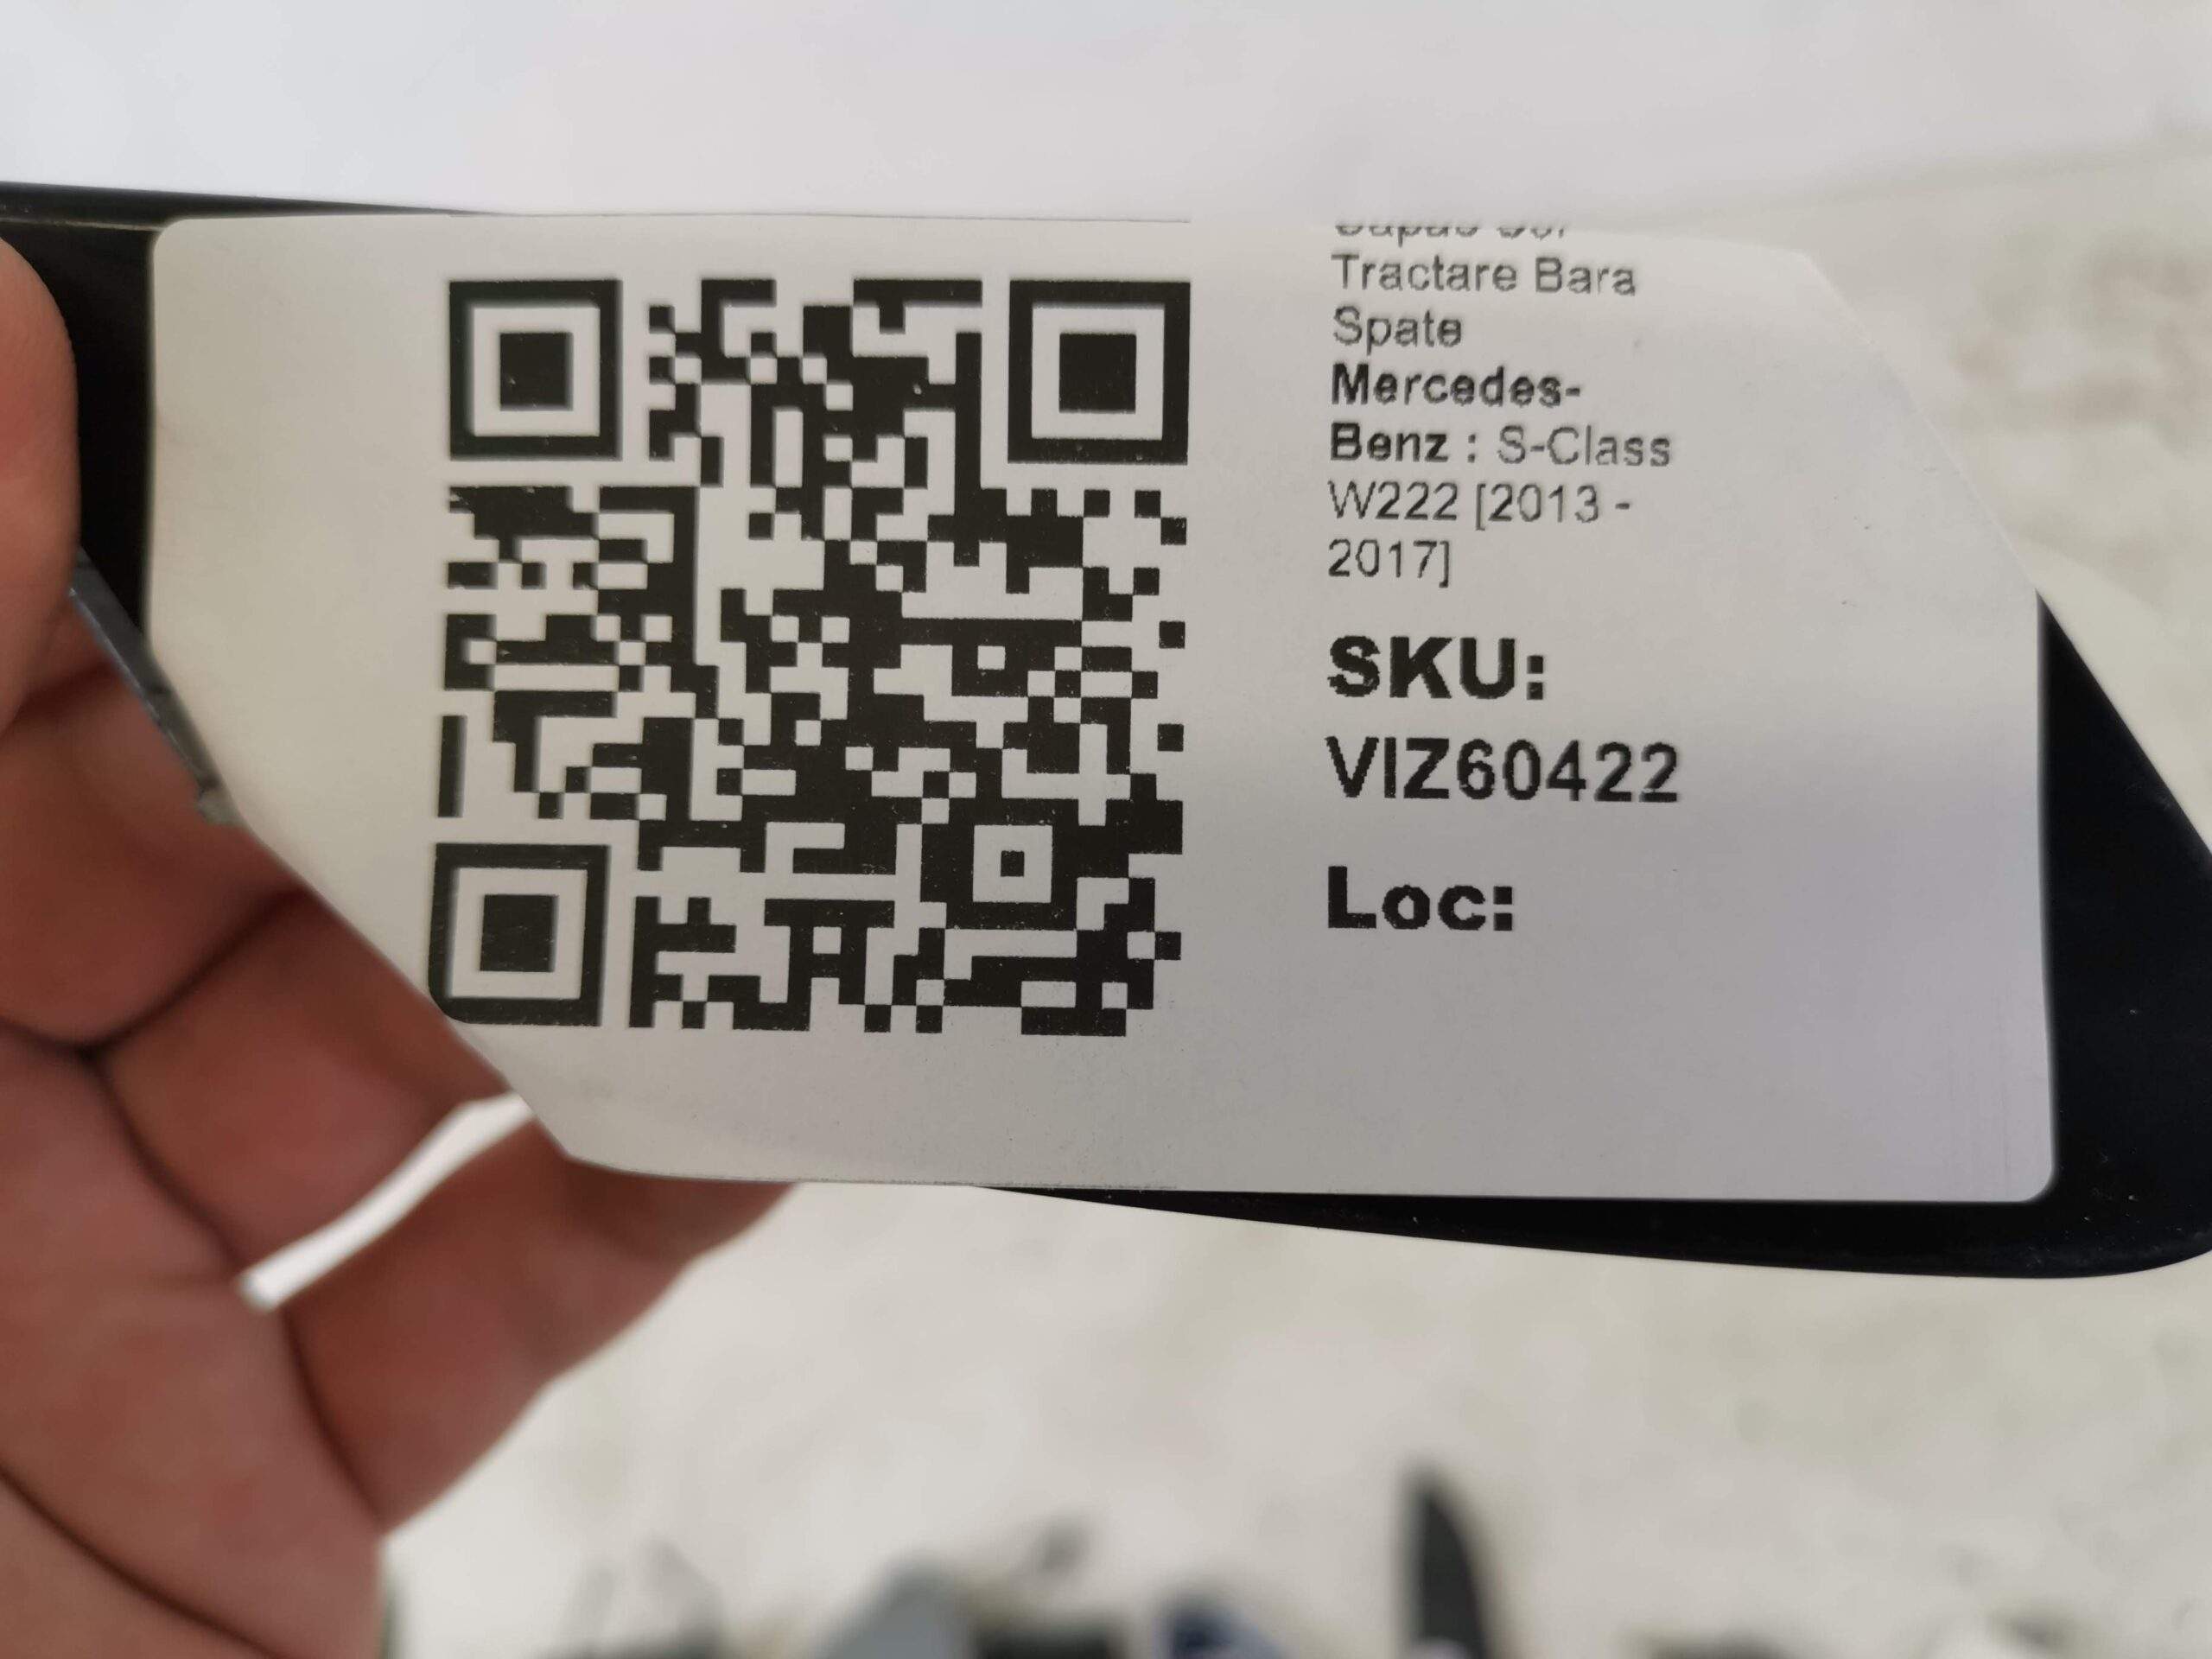 Tractare Bara
Spate
Mercedes-
Benz : S-Class
W222 [2013 -
2017]
SKU:
VIZ60422
Loc: